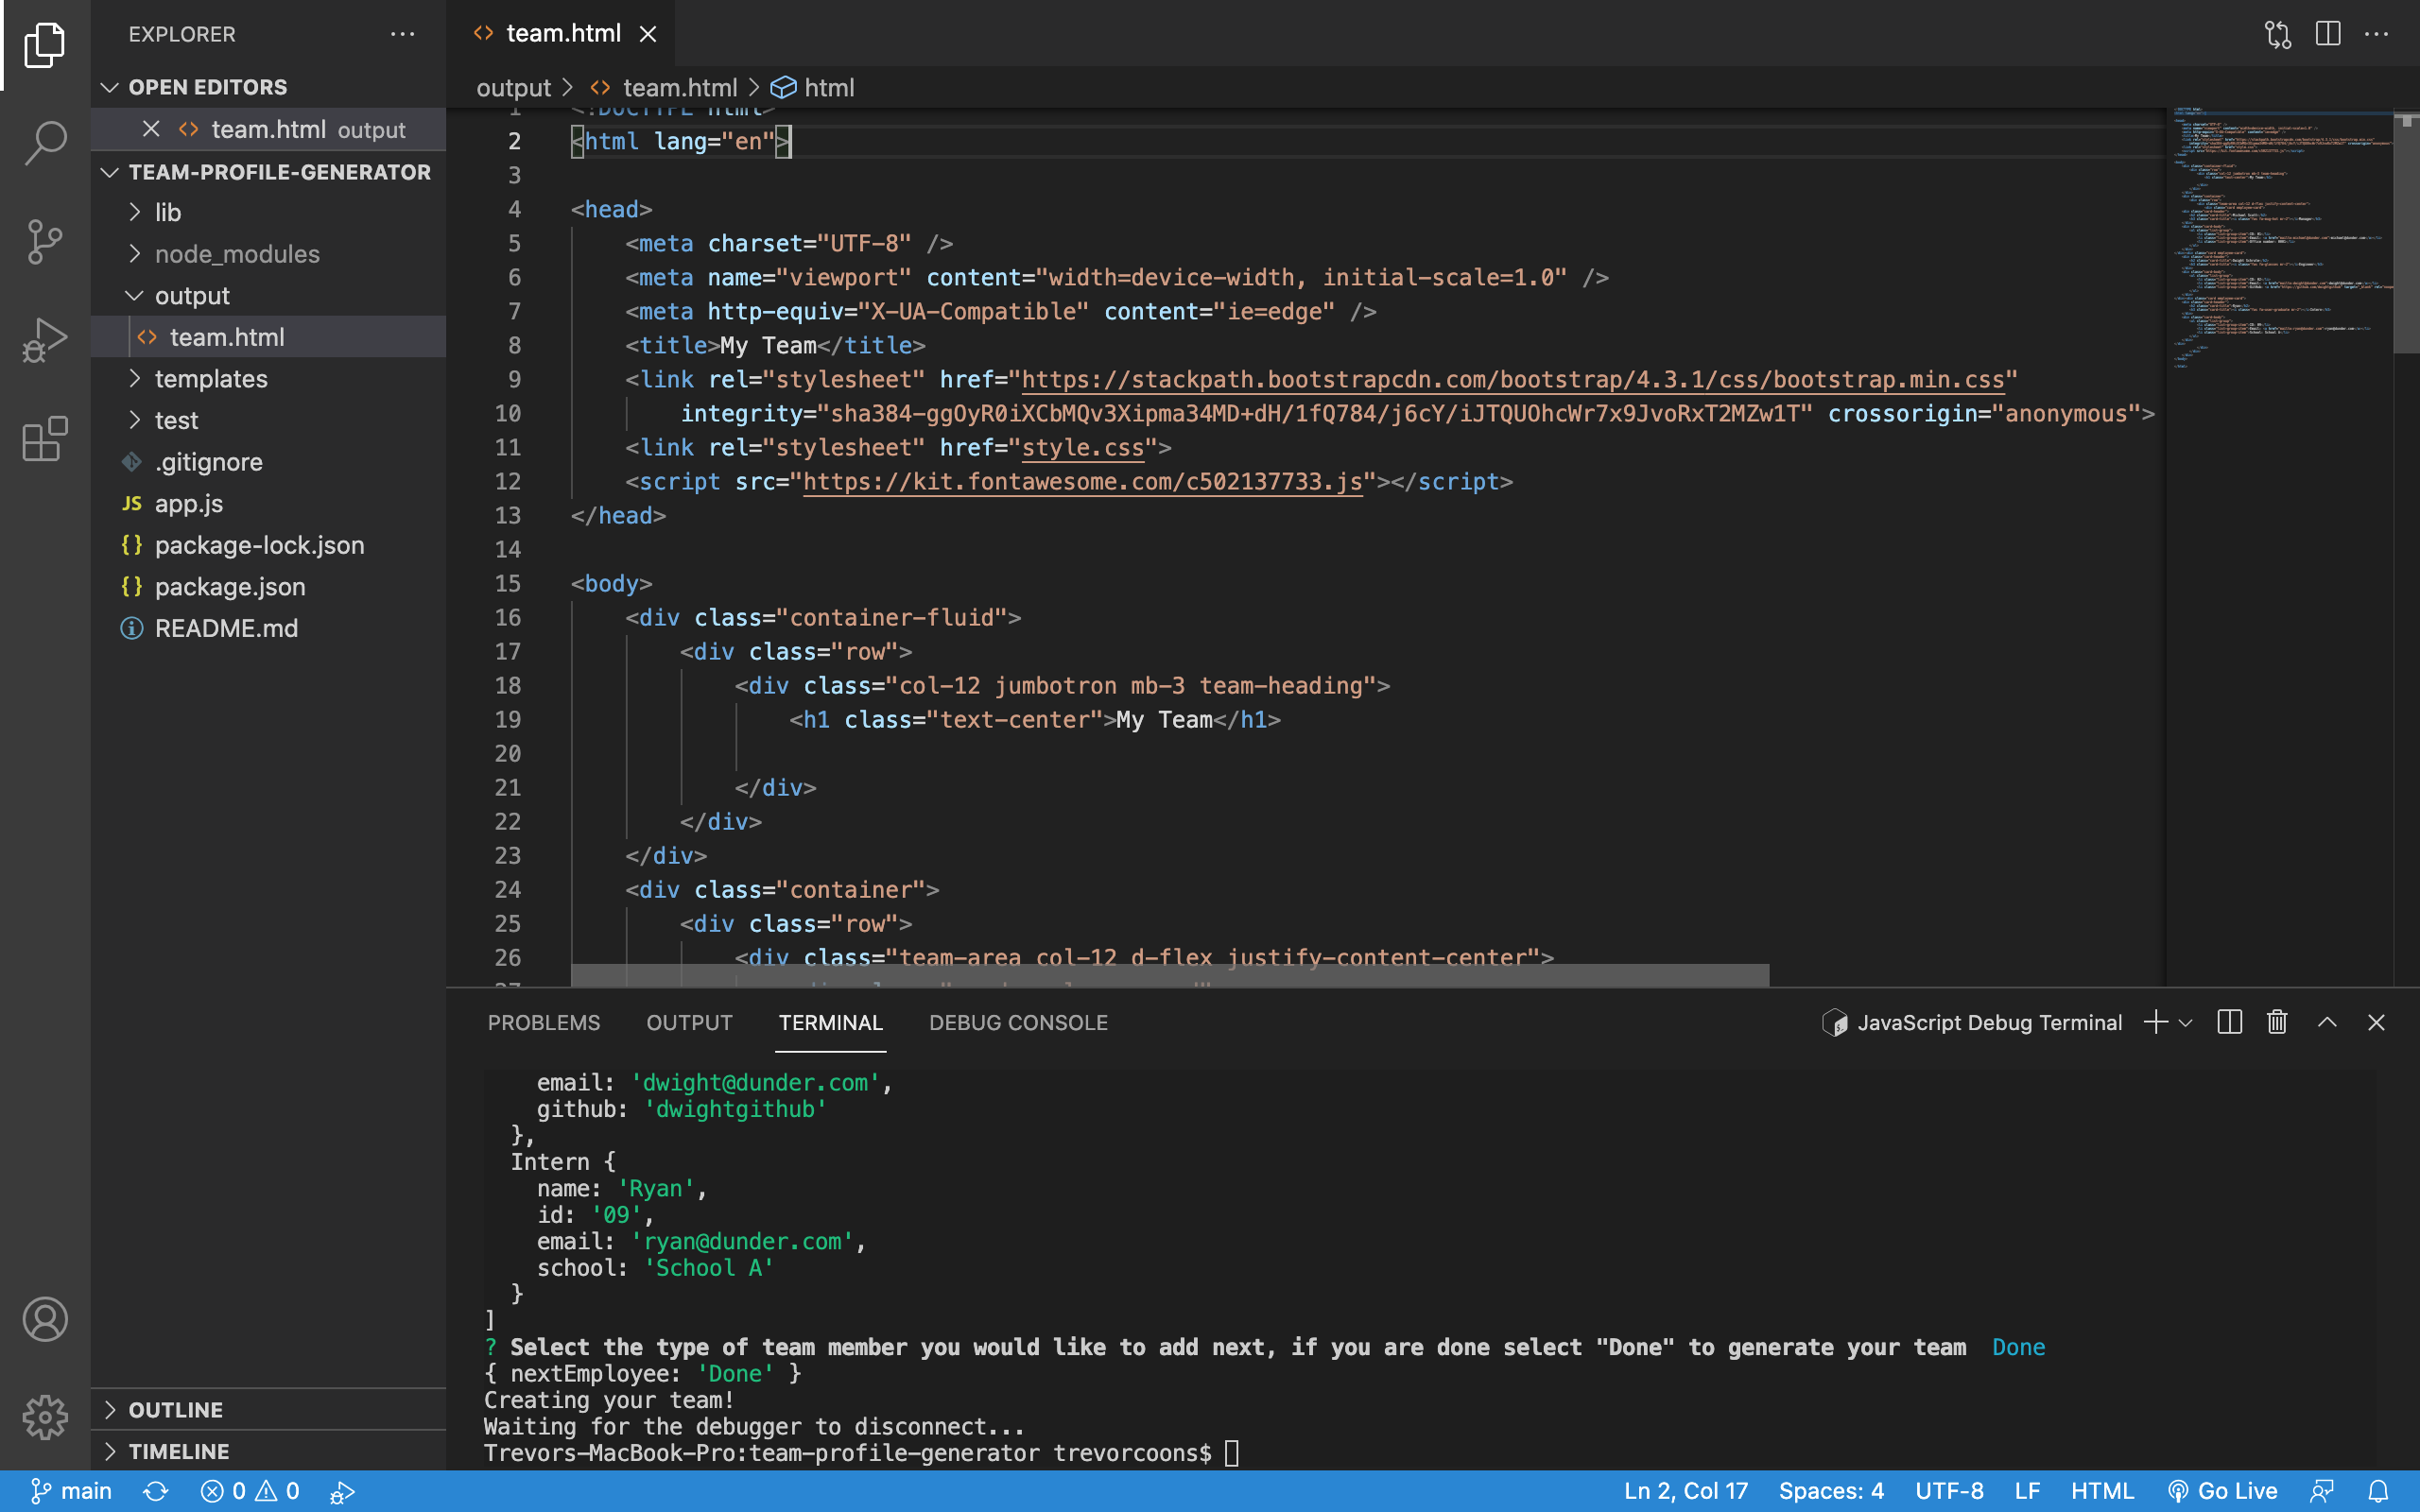 EXPLORER
OPEN EDITORS
team.html output
TEAM-PROFILE-GENERATOR
lib
node_modules
output
team.html
templates
test
.gitignore
JS app.js
{} package-lock.json
{} package.json
README.md
OUTLINE
TIMELINE
team.html
output > team.html > html
1 <!DOCTYPE html>
2 <html lang="en">
3
4 <head>
5 <meta charset="UTF-8" />
6 <meta name="viewport" content="width=device-width, initial-scale=1.0" />
7 <meta http-equiv="X-UA-Compatible" content="ie=edge" />
8 <title>My Team</title>
9 <link rel="stylesheet" href="https://stackpath.bootstrapcdn.com/bootstrap/4.3.1/css/bootstrap.min.css"
10 integrity="sha384-ggOyR0iXCbMQv3Xipma34MD+dH/1fQ784/j6cY/iJTQUOhcWr7x9JvoRxT2MZw1T" crossorigin="anonymous">
11 <link rel="stylesheet" href="style.css">
12 <script src="https://kit.fontawesome.com/c502137733.js"></script>
13 </head>
14
15 <body>
16 <div class="container-fluid">
17 <div class="row">
18 <div class="col-12 jumbotron mb-3 team-heading">
19 <h1 class="text-center">My Team</h1>
20
21 </div>
22 </div>
23 </div>
24 <div class="container">
25 <div class="row">
26 <div class="team-area col-12 d-flex justify-content-center">
PROBLEMS OUTPUT TERMINAL DEBUG CONSOLE JavaScript Debug Terminal
email: 'dwight@dunder.com',
github: 'dwightgithub'
},
Intern {
name: 'Ryan',
id: '09',
email: 'ryan@dunder.com',
school: 'School A'
}
]
? Select the type of team member you would like to add next, if you are done select "Done" to generate your team Done
{ nextEmployee: 'Done' }
Creating your team!
Waiting for the debugger to disconnect...
Trevors-MacBook-Pro:team-profile-generator trevorcoons$
main 0 0 Ln 2, Col 17 Spaces: 4 UTF-8 LF HTML Go Live